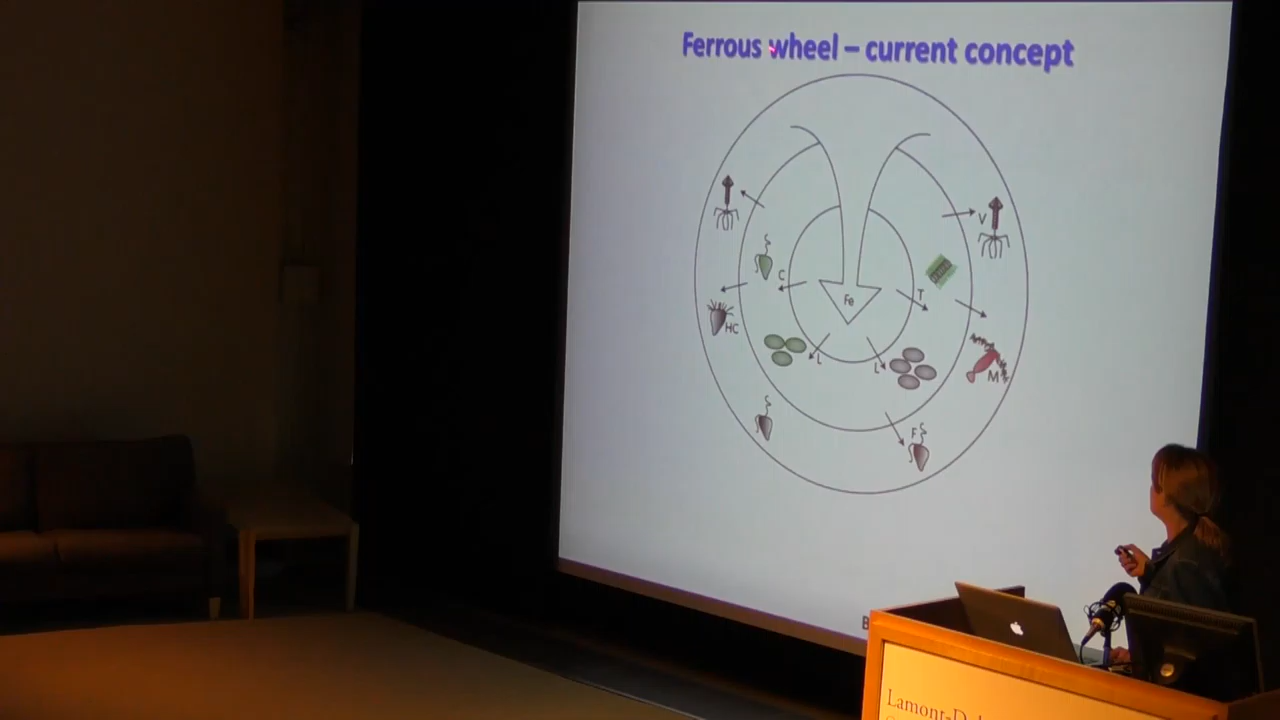 Ferrous wheel – current concept
V
C
T
Fe
HC
L
L
M
F
B
Lamont-D